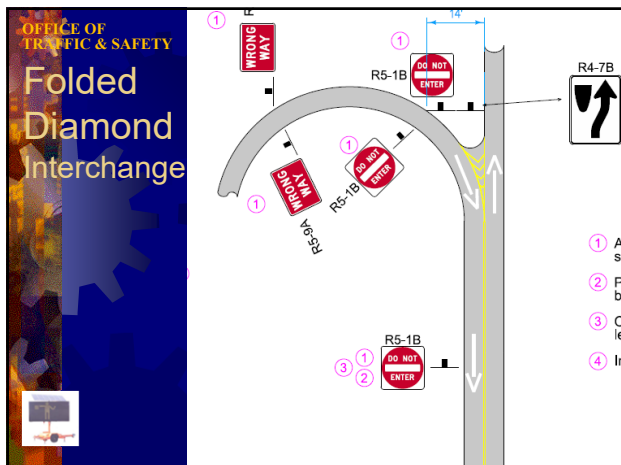 OFFICE OF
TRAFFIC & SAFETY
Folded
Diamond
Interchange
1
R
WRONG
WAY
1
DO NOT
ENTER
R5-1B
14'
R4-7B
1
DO NOT
ENTER
R5-1B
1
WRONG
WAY
R5-9A
R5-1B
DO NOT
ENTER
3
1
2
1 A
s
2 P
b
3 C
le
4 In